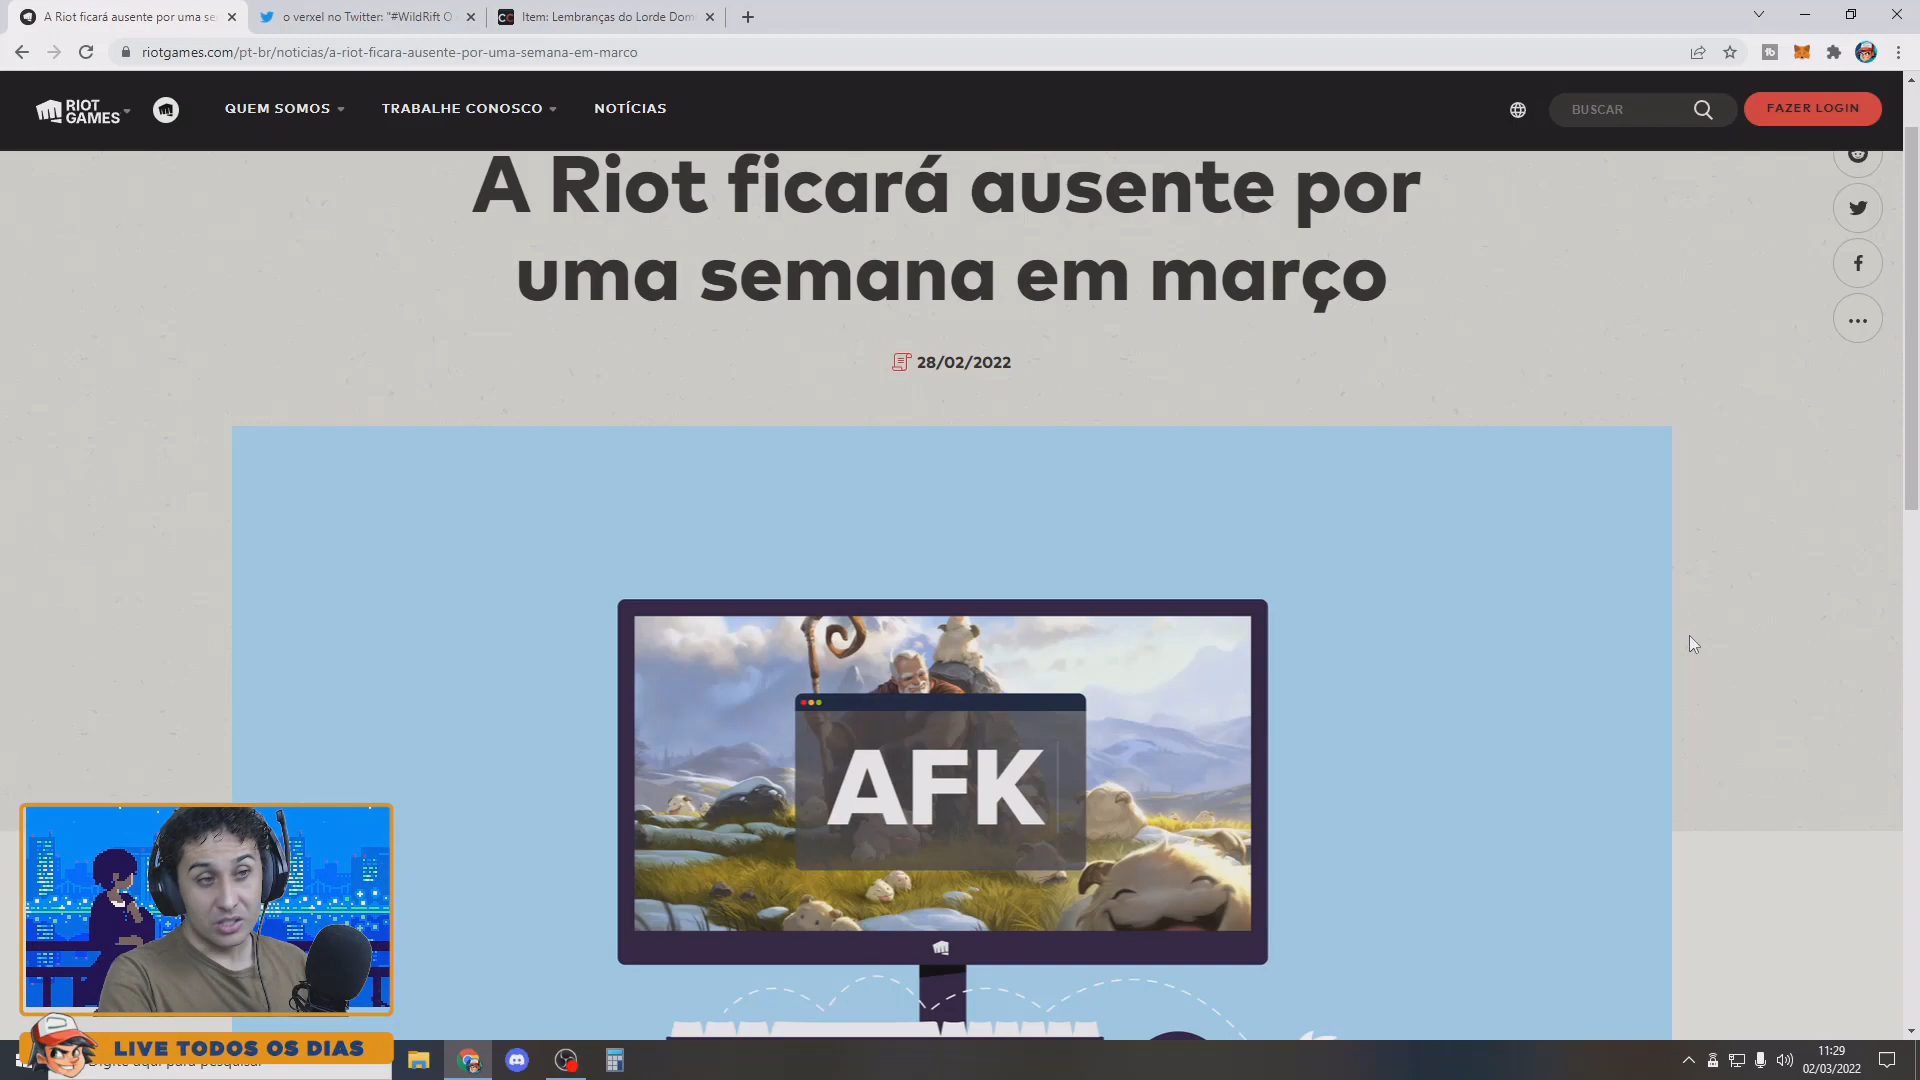 A Riot ficará ausente por uma se
o verxel no Twitter: "#WildRift O
Item: Lembranças do Lorde Dom
riotgames.com/pt-br/noticias/a-riot-ficara-ausente-por-uma-semana-em-marco
RIOT GAMES
QUEM SOMOS
TRABALHE CONOSCO
NOTÍCIAS
BUSCAR
FAZER LOGIN
A Riot ficará ausente por
uma semana em março
28/02/2022
AFK
LIVE TODOS OS DIAS
11:29
02/03/2022